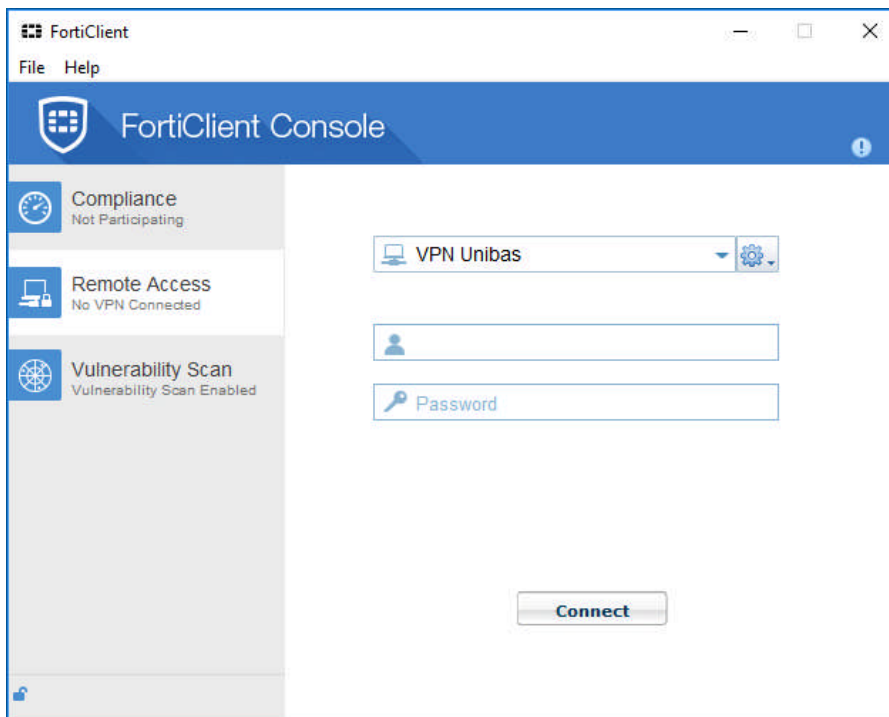 FortiClient
File Help
FortiClient Console
Compliance
Not Participating
Remote Access
No VPN Connected
Vulnerability Scan
Vulnerability Scan Enabled
VPN Unibas
Password
Connect